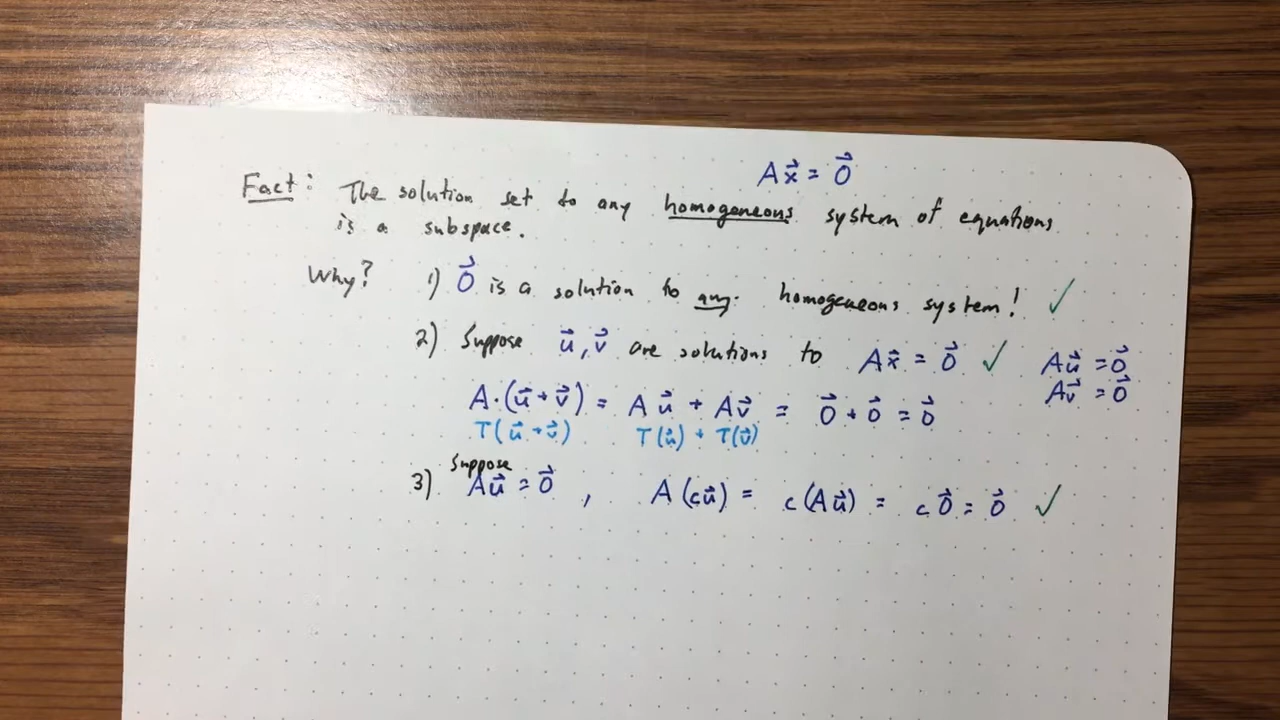 A x⃗ = 0⃗
Fact: The solution set to any homogeneous system of equations
is a subspace.
Why? 1) 0⃗ is a solution to any homogeneous system! ✓
2) Suppose u⃗, v⃗ are solutions to A x⃗ = 0⃗ ✓ A u⃗ = 0⃗
A v⃗ = 0⃗
A·(u⃗ + v⃗) = A u⃗ + A v⃗ = 0⃗ + 0⃗ = 0⃗
T(u⃗ + v⃗) T(u⃗) + T(v⃗)
Suppose
3) A u⃗ = 0⃗ , A (c u⃗) = c (A u⃗) = c 0⃗ = 0⃗ ✓